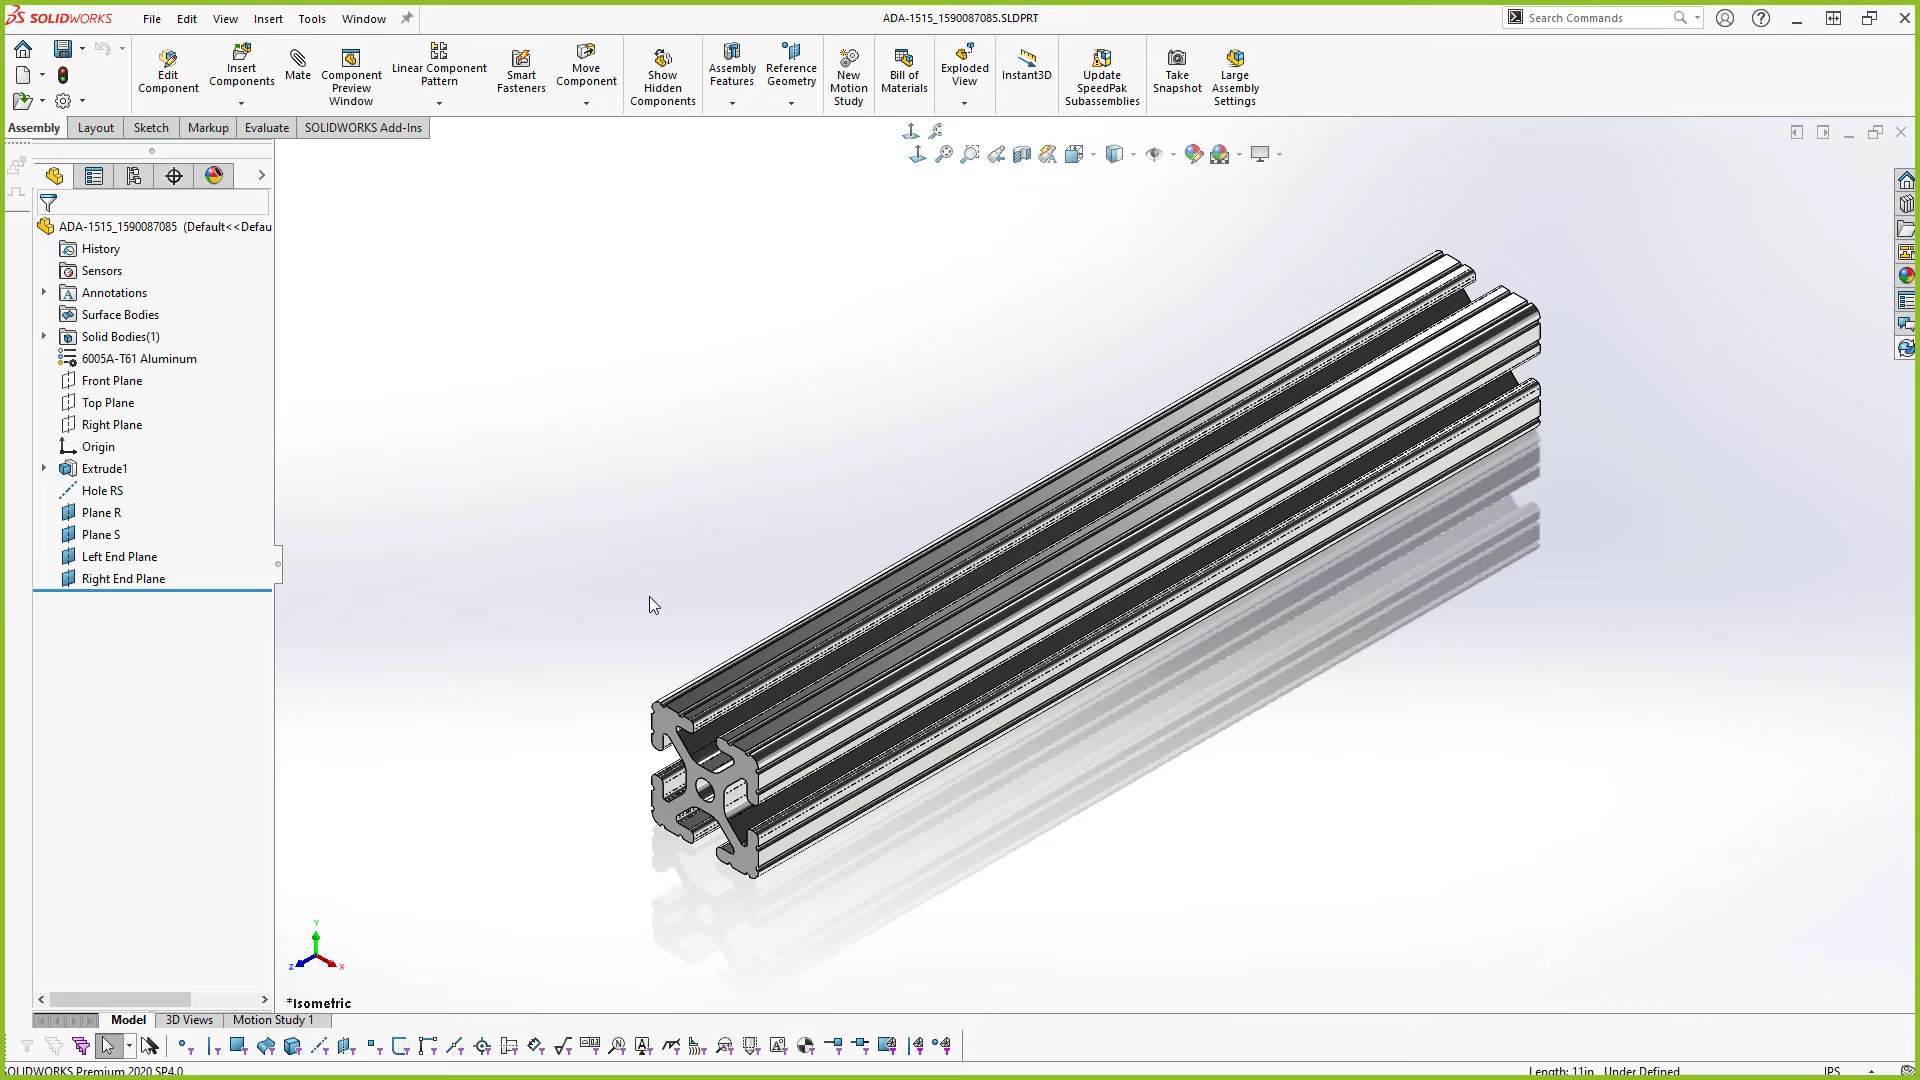 SOLIDWORKS
File Edit View Insert Tools Window
ADA-1515_1590087085.SLDPRT
Search Commands
Edit Component
Insert Components
Mate
Component Preview Window
Linear Component Pattern
Smart Fasteners
Move Component
Show Hidden Components
Assembly Features
Reference Geometry
New Motion Study
Bill of Materials
Exploded View
Instant3D
Update SpeedPak Subassemblies
Take Snapshot
Large Assembly Settings
Assembly Layout Sketch Markup Evaluate SOLIDWORKS Add-Ins
ADA-1515_1590087085 (Default<<Defau
History
Sensors
Annotations
Surface Bodies
Solid Bodies(1)
6005A-T61 Aluminum
Front Plane
Top Plane
Right Plane
Origin
Extrude1
Hole RS
Plane R
Plane S
Left End Plane
Right End Plane
Y
Z
X
*Isometric
Model 3D Views Motion Study 1
SOLIDWORKS Premium 2020 SP4.0
Length: 11in Under Defined IPS